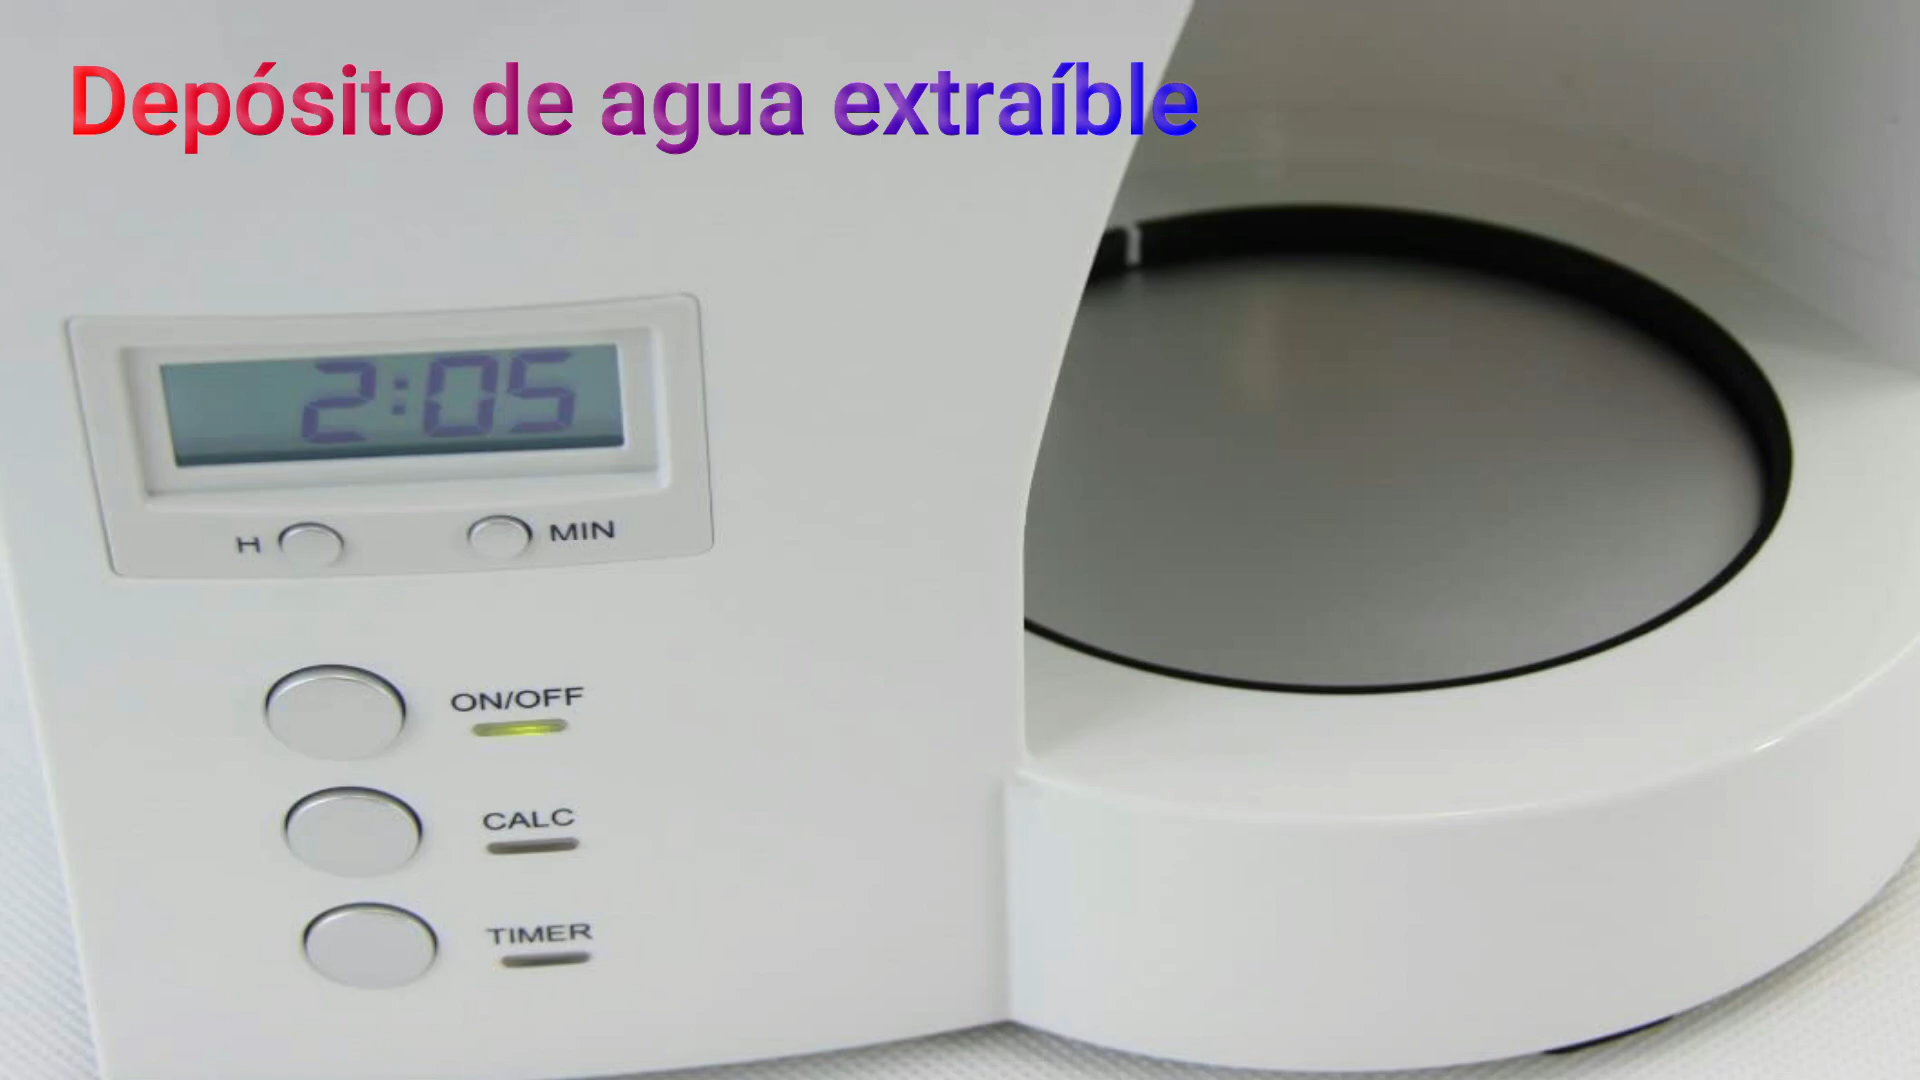 Depósito de agua extraíble
2:05
H MIN
ON/OFF
CALC
TIMER